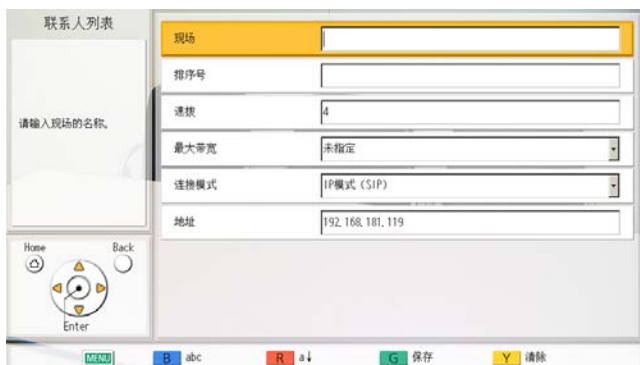 联系人列表
请输入现场的名称。
现场
排序号
速拨 4
最大带宽 未指定
连接模式 IP模式（SIP）
地址 192.168.181.119
Home Back
Enter
MENU B abc R a↓ G 保存 Y 清除